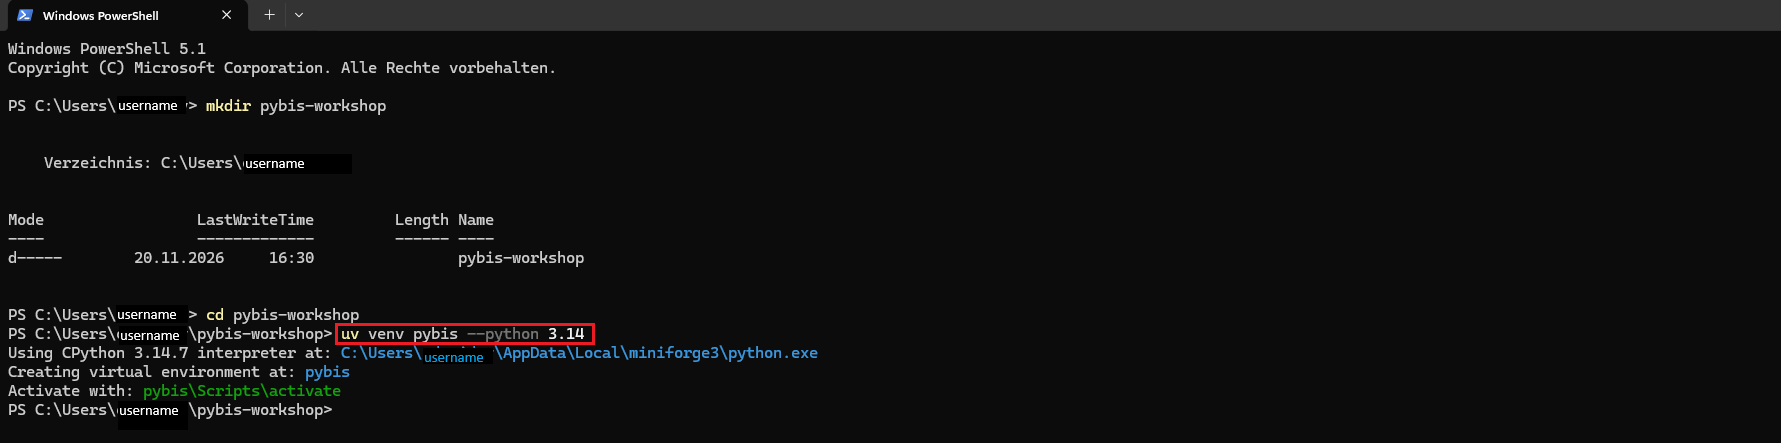 Windows PowerShell
Windows PowerShell 5.1
Copyright (C) Microsoft Corporation. Alle Rechte vorbehalten.
PS C:\Users\username > mkdir pybis-workshop
Verzeichnis: C:\Users\username
Mode LastWriteTime Length Name
---- ------------- ------ ----
d----- 20.11.2026 16:30 pybis-workshop
PS C:\Users\username > cd pybis-workshop
PS C:\Users\username \pybis-workshop> uv venv pybis --python 3.14
Using CPython 3.14.7 interpreter at: C:\Users\username \AppData\Local\miniforge3\python.exe
Creating virtual environment at: pybis
Activate with: pybis\Scripts\activate
PS C:\Users\username \pybis-workshop>